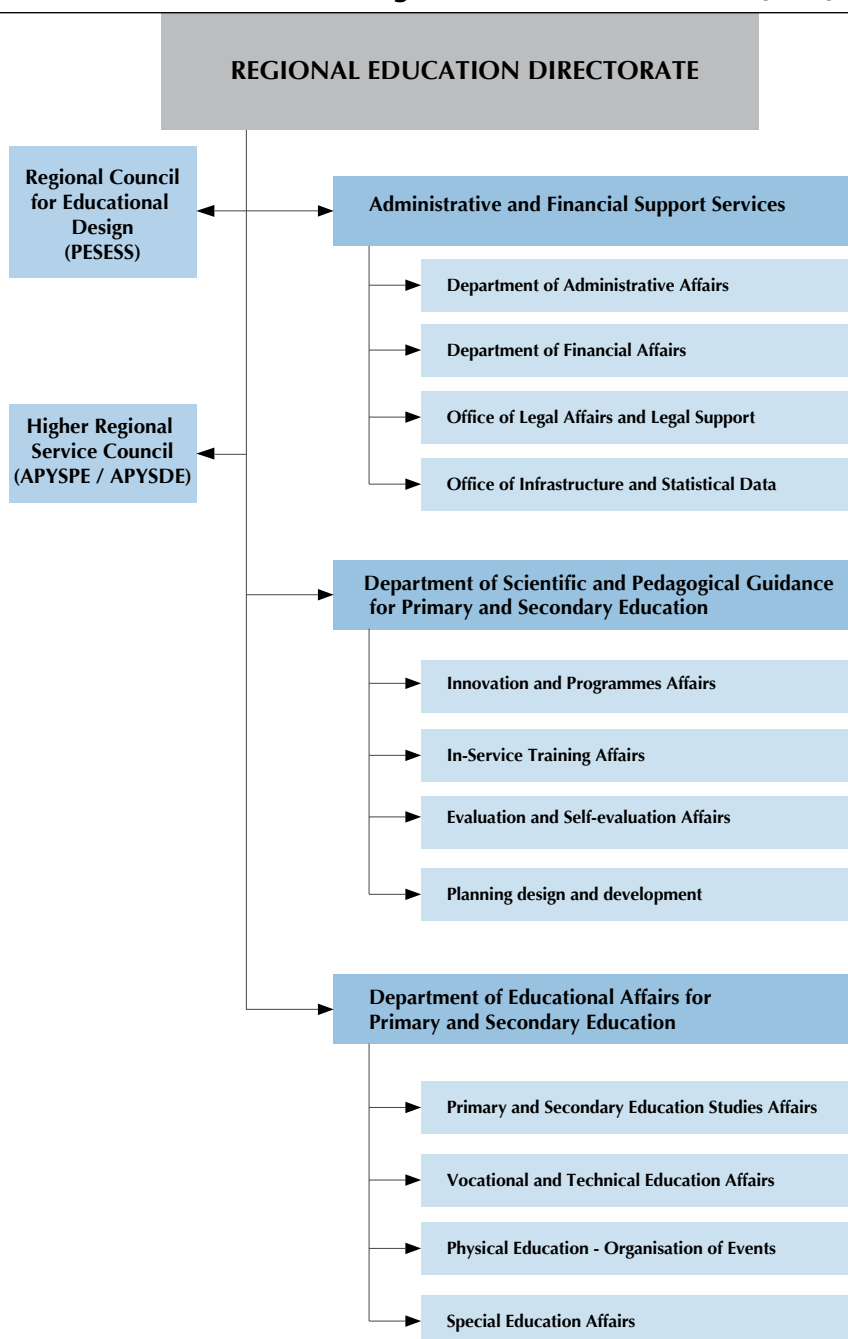 REGIONAL EDUCATION DIRECTORATE
Regional Council
for Educational
Design
(PESESS)
Administrative and Financial Support Services
Department of Administrative Affairs
Department of Financial Affairs
Higher Regional
Service Council
(APYSPE / APYSDE)
Office of Legal Affairs and Legal Support
Office of Infrastructure and Statistical Data
Department of Scientific and Pedagogical Guidance
for Primary and Secondary Education
Innovation and Programmes Affairs
In-Service Training Affairs
Evaluation and Self-evaluation Affairs
Planning design and development
Department of Educational Affairs for
Primary and Secondary Education
Primary and Secondary Education Studies Affairs
Vocational and Technical Education Affairs
Physical Education - Organisation of Events
Special Education Affairs